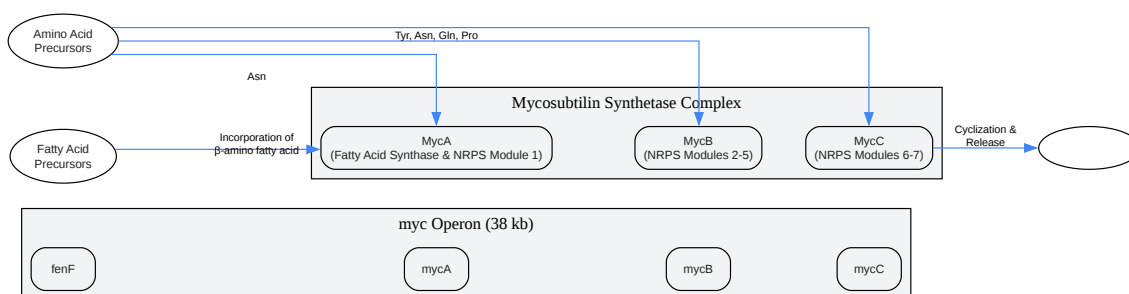 Amino Acid
Precursors
Tyr, Asn, Gln, Pro
Asn
Mycosubtilin Synthetase Complex
Fatty Acid
Precursors
Incorporation of
β-amino fatty acid
MycA
(Fatty Acid Synthase & NRPS Module 1)
MycB
(NRPS Modules 2-5)
MycC
(NRPS Modules 6-7)
Cyclization &
Release
myc Operon (38 kb)
fenF
mycA
mycB
mycC